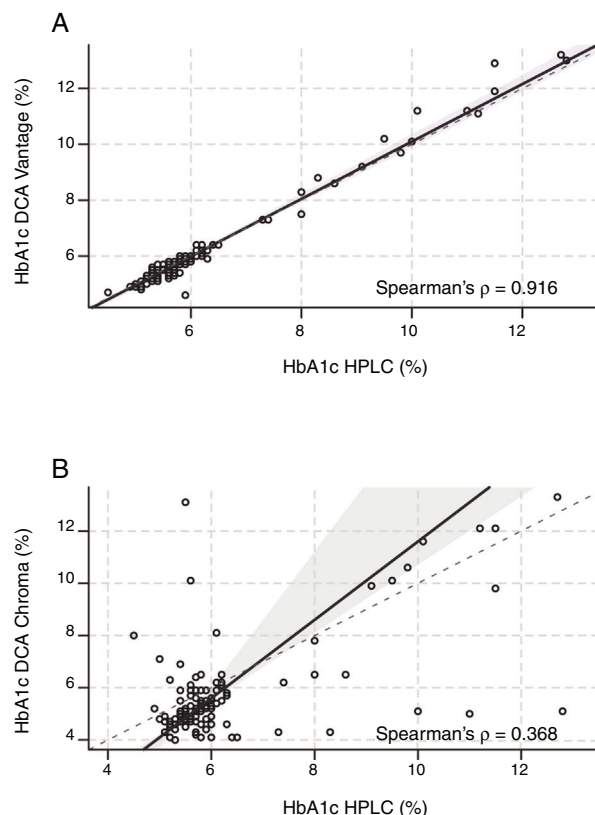 A
HbA1c DCA Vantage (%)
12
10
8
6
Spearman's ρ = 0.916
6 8 10 12
HbA1c HPLC (%)
B
HbA1c DCA Chroma (%)
12
10
8
6
4
Spearman's ρ = 0.368
4 6 8 10 12
HbA1c HPLC (%)